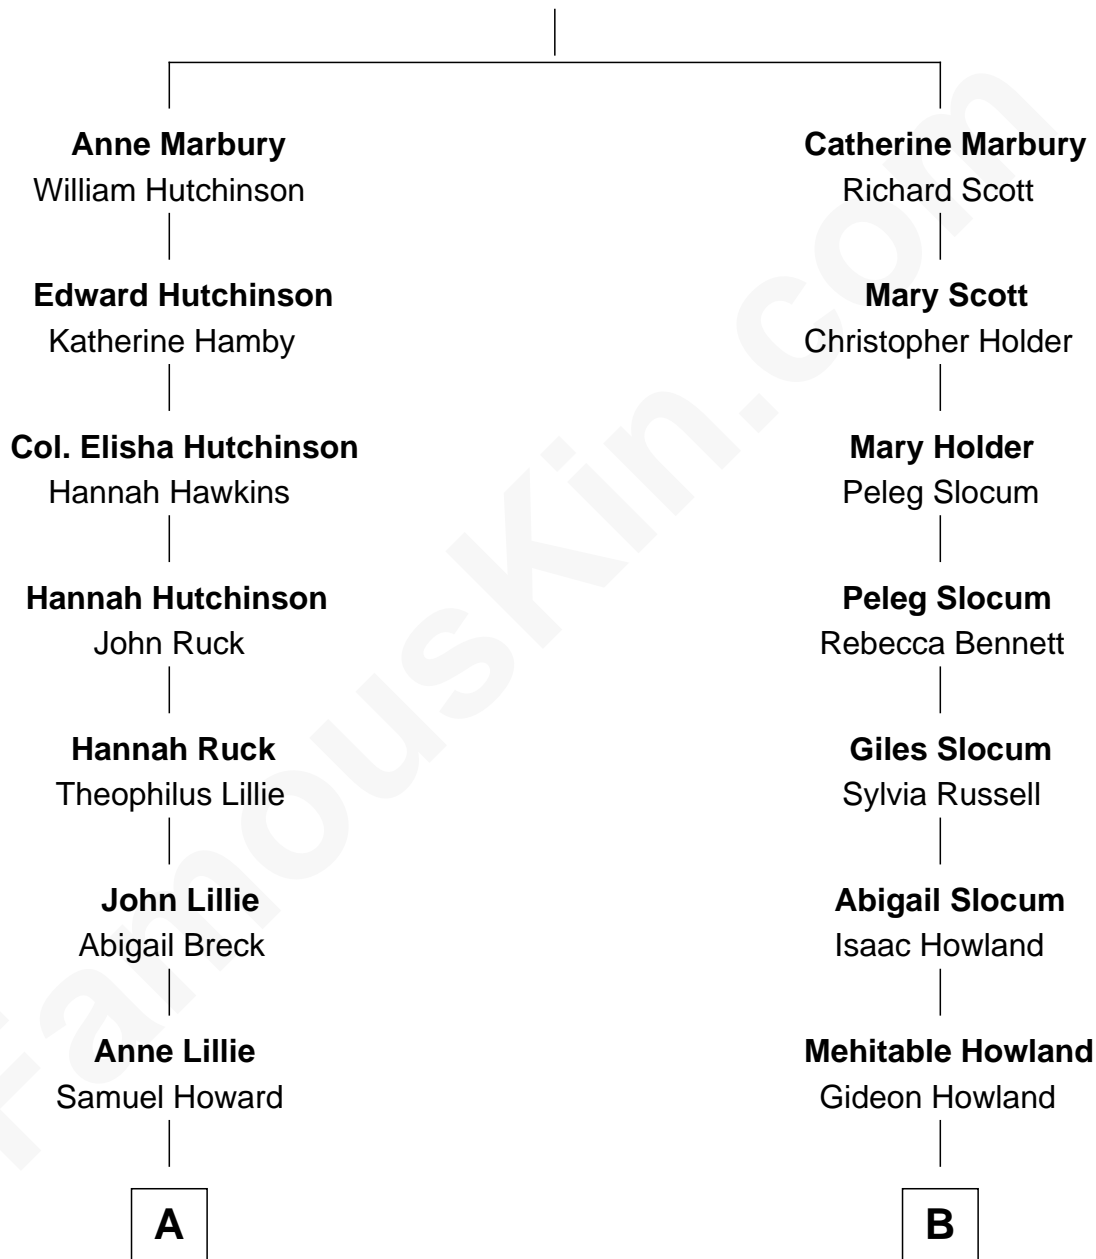 Anne Marbury
William Hutchinson
Catherine Marbury
Richard Scott
Edward Hutchinson
Katherine Hamby
Mary Scott
Christopher Holder
Col. Elisha Hutchinson
Hannah Hawkins
Mary Holder
Peleg Slocum
Hannah Hutchinson
John Ruck
Peleg Slocum
Rebecca Bennett
Hannah Ruck
Theophilus Lillie
Giles Slocum
Sylvia Russell
John Lillie
Abigail Breck
Abigail Slocum
Isaac Howland
Anne Lillie
Samuel Howard
Mehitable Howland
Gideon Howland
A
B
FamousKin.com